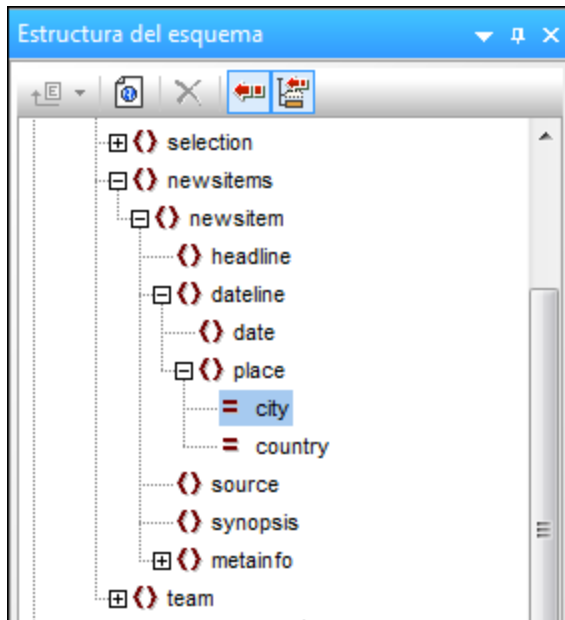 Estructura del esquema
selection
newsitems
newsitem
headline
dateline
date
place
= city
= country
source
synopsis
metainfo
team